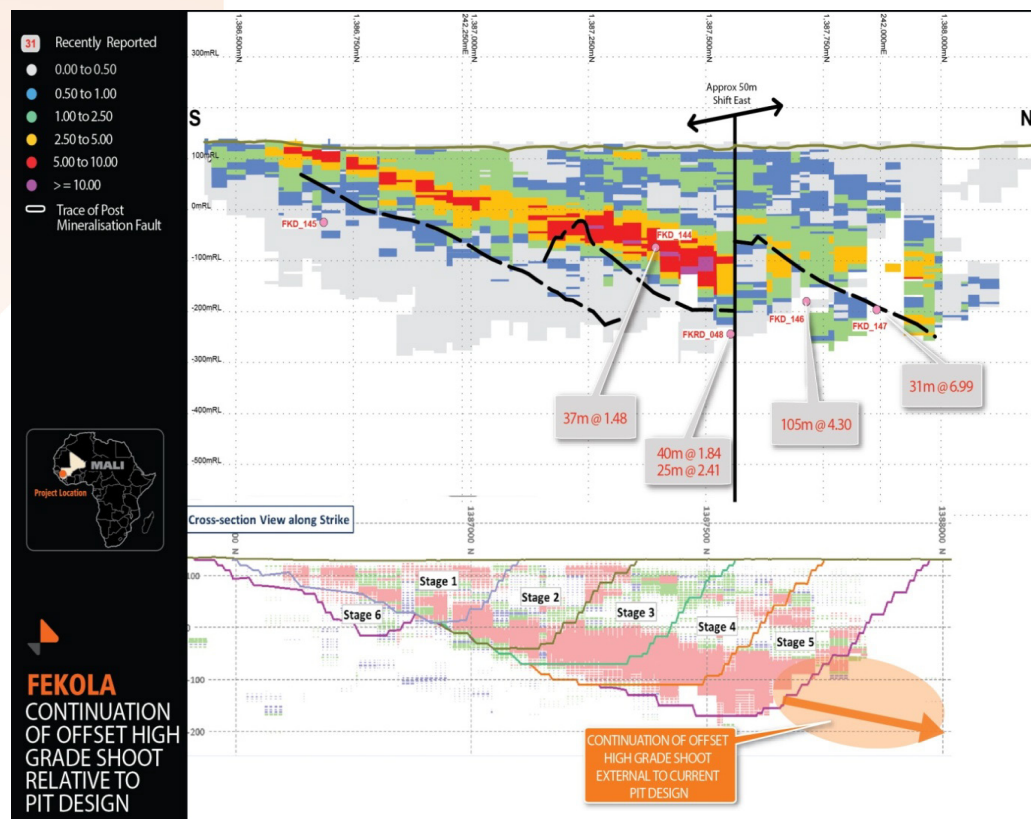 31 Recently Reported
0.00 to 0.50
0.50 to 1.00
1.00 to 2.50
2.50 to 5.00
5.00 to 10.00
> = 10.00
Trace of Post
Mineralisation Fault
MALI
Project Location
FEKOLA
CONTINUATION
OF OFFSET HIGH
GRADE SHOOT
RELATIVE TO
PIT DESIGN
1,386,500mN
1,386,750mN
242,250mE
1,387,000mN
1,387,250mN
1,387,500mN
1,387,750mN
242,000mE
1,388,000mN
300mRL
Approx 50m
Shift East
S
N
100mRL
0mRL
-100mRL
-200mRL
-300mRL
-400mRL
-500mRL
FKD_145
FKD_144
FKRD_048
FKD_146
FKD_147
37m @ 1.48
40m @ 1.84
25m @ 2.41
105m @ 4.30
31m @ 6.99
Cross-section View along Strike
00 N
1387000
1387500
1388000 N
100
0
-100
-200
Stage 1
Stage 2
Stage 3
Stage 4
Stage 5
Stage 6
CONTINUATION OF OFFSET
HIGH GRADE SHOOT
EXTERNAL TO CURRENT
PIT DESIGN